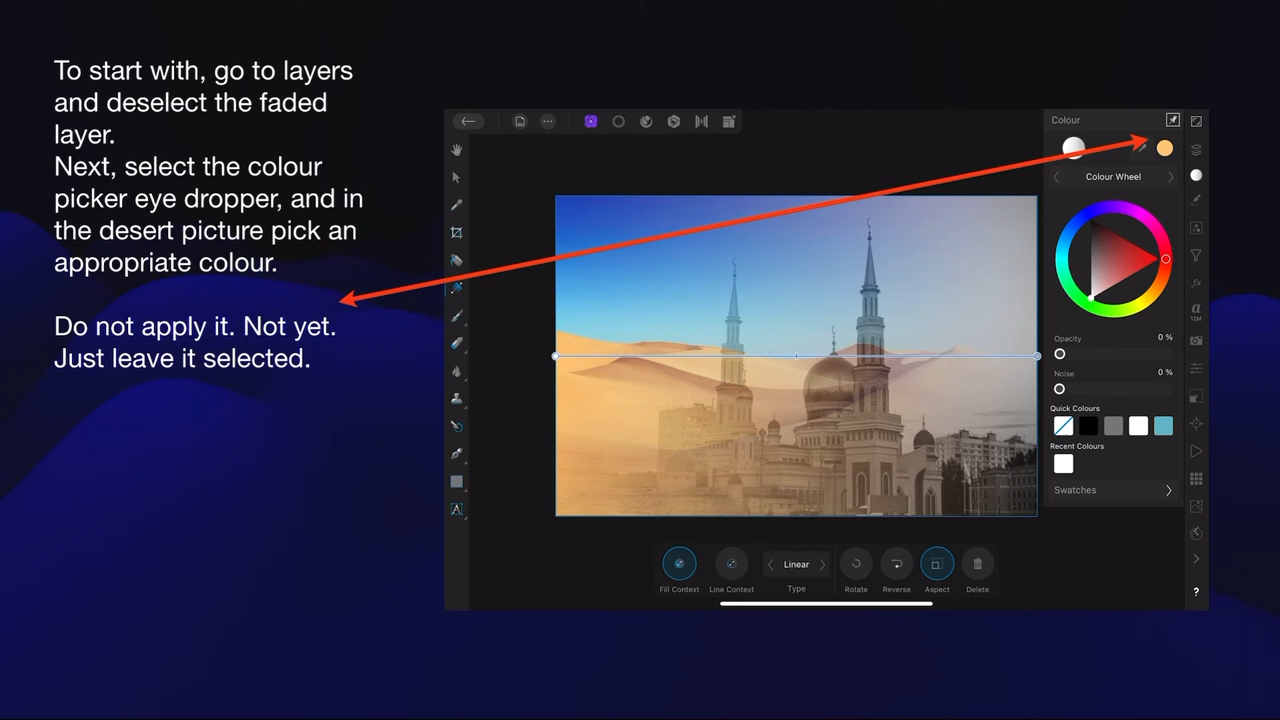 To start with, go to layers
and deselect the faded
layer.
Next, select the colour
picker eye dropper, and in
the desert picture pick an
appropriate colour.
Do not apply it. Not yet.
Just leave it selected.
Colour
Colour Wheel
Opacity 0 %
Noise 0 %
Quick Colours
Recent Colours
Swatches
fx
a
12pt
A
Linear
Fill Context Line Context Type Rotate Reverse Aspect Delete
?